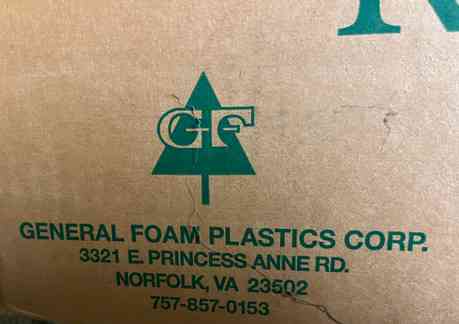 GF
GENERAL FOAM PLASTICS CORP.
3321 E. PRINCESS ANNE RD.
NORFOLK, VA 23502
757-857-0153